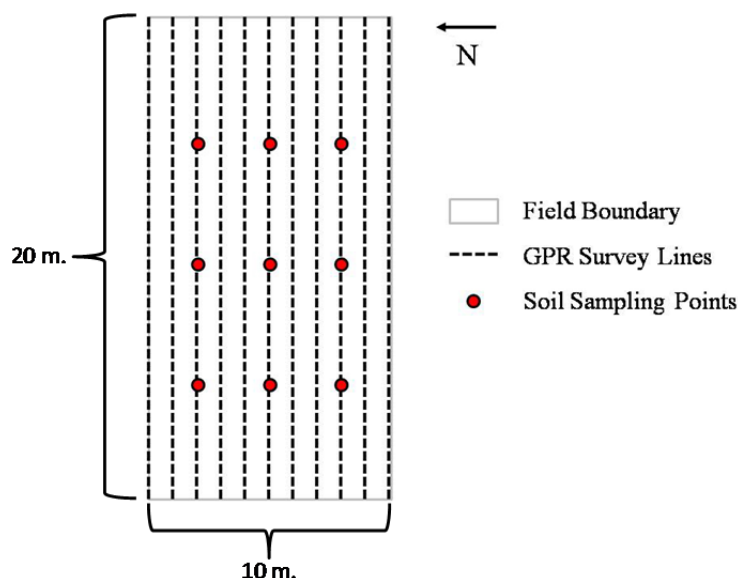 N
Field Boundary
20 m.
GPR Survey Lines
Soil Sampling Points
10 m.